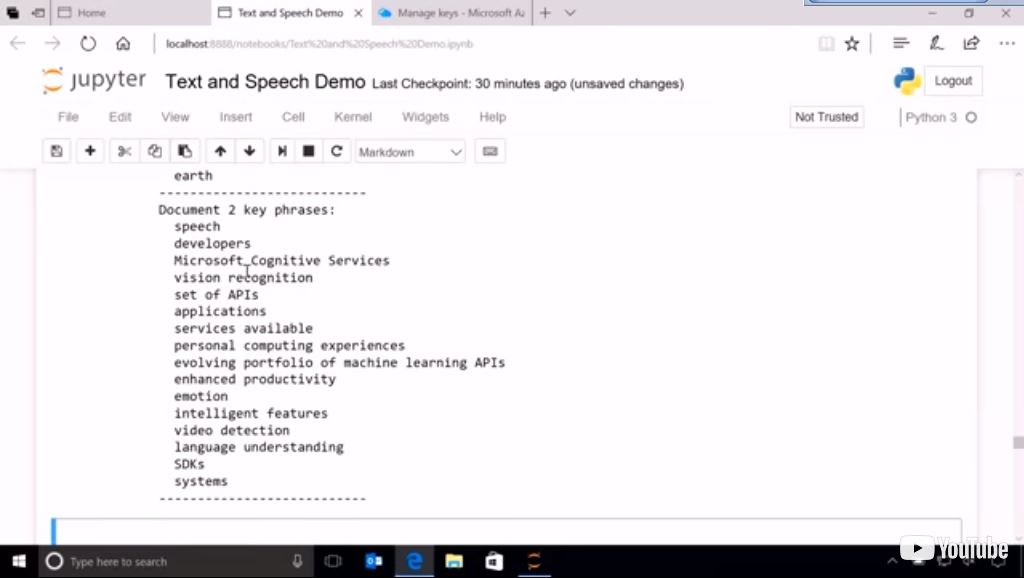 Home
Text and Speech Demo
Manage keys - Microsoft Az
localhost:8888/notebooks/Text%20and%20Speech%20Demo.ipynb
jupyter Text and Speech Demo Last Checkpoint: 30 minutes ago (unsaved changes)
Logout
File Edit View Insert Cell Kernel Widgets Help
Not Trusted
Python 3
Markdown
earth
---------------------------
Document 2 key phrases:
speech
developers
Microsoft Cognitive Services
vision recognition
set of APIs
applications
services available
personal computing experiences
evolving portfolio of machine learning APIs
enhanced productivity
emotion
intelligent features
video detection
language understanding
SDKs
systems
---------------------------
Type here to search
YouTube